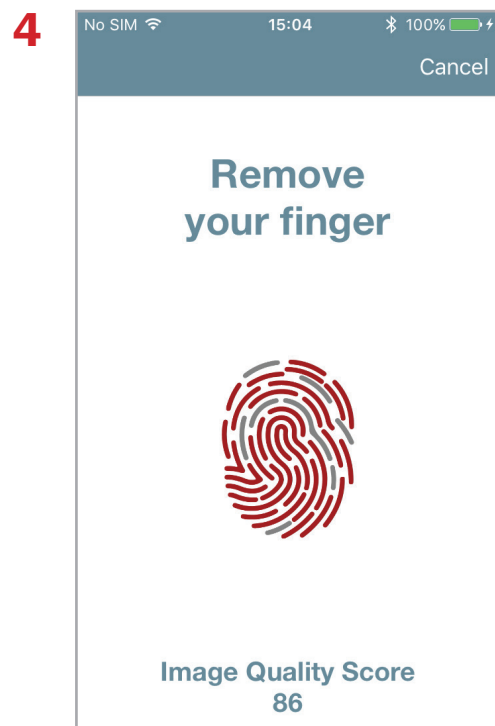 4
No SIM 15:04 100%
Cancel
Remove
your finger
Image Quality Score
86